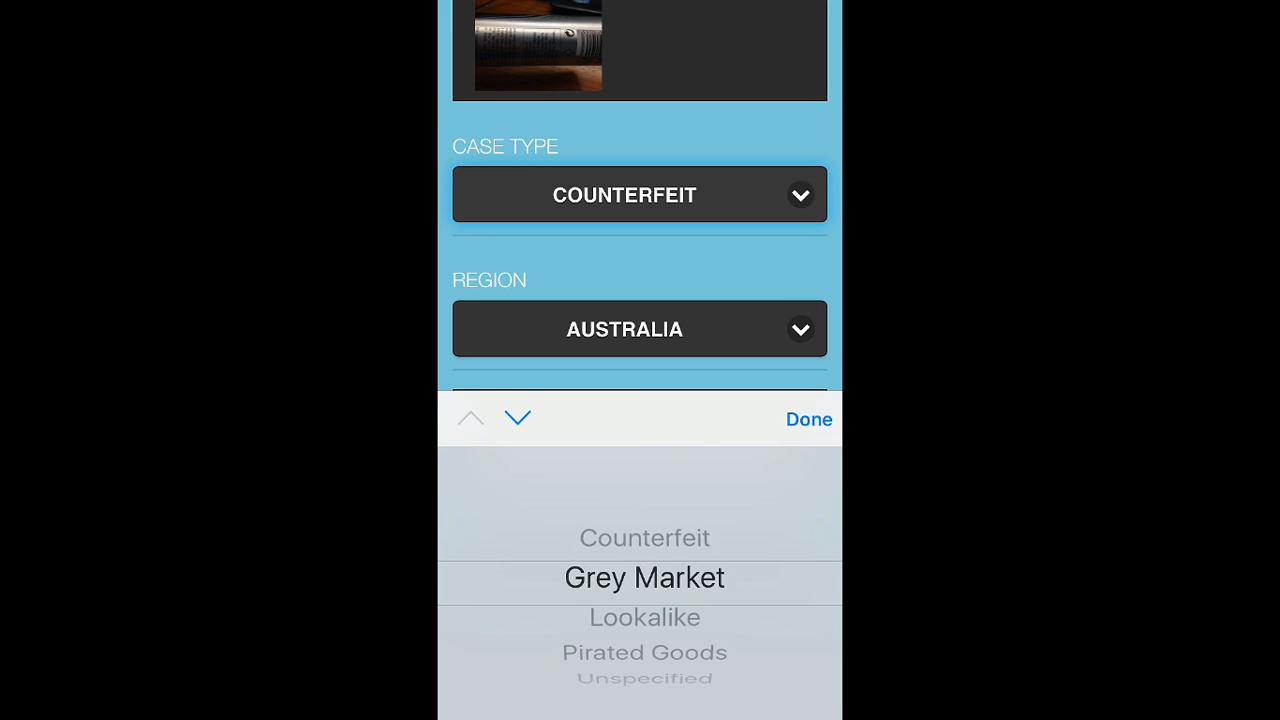 CASE TYPE
COUNTERFEIT
REGION
AUSTRALIA
Done
Counterfeit
Grey Market
Lookalike
Pirated Goods
Unspecified